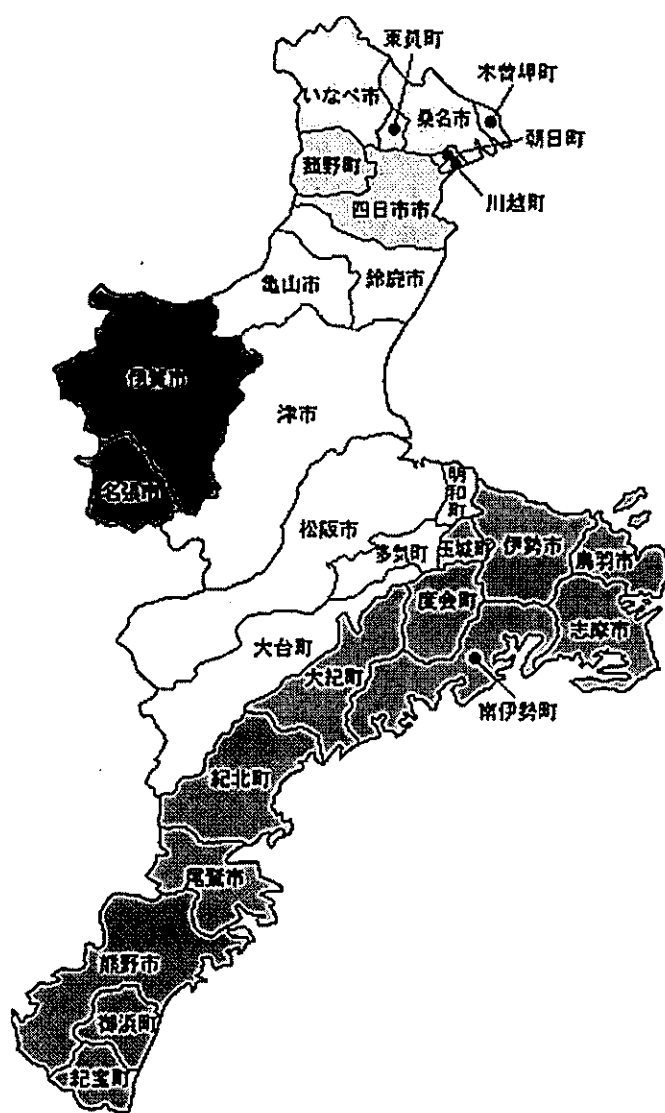 東員町
木曽岬町
いなべ市
桑名市
朝日町
菰野町
川越町
四日市市
亀山市
鈴鹿市
伊賀市
津市
名張市
明和町
松阪市
多気町
玉城町
伊勢市
鳥羽市
度会町
志摩市
大台町
大紀町
南伊勢町
紀北町
尾鷲市
熊野市
御浜町
紀宝町